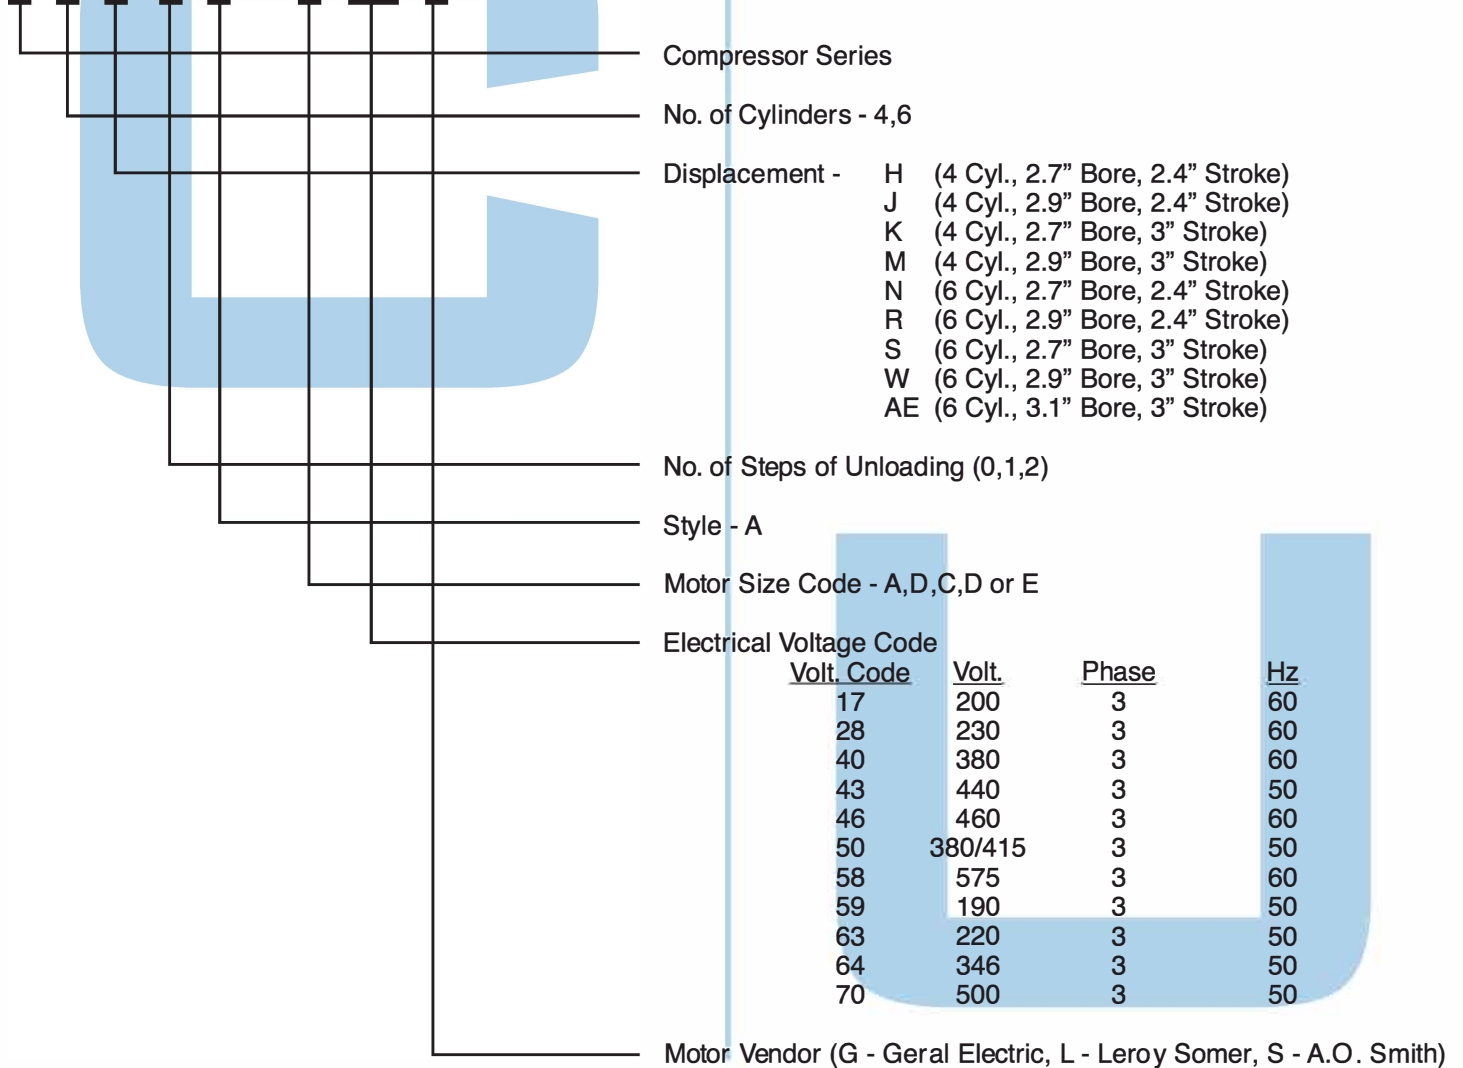 Compressor Series
No. of Cylinders - 4,6
Displacement - H (4 Cyl., 2.7” Bore, 2.4” Stroke)
J (4 Cyl., 2.9” Bore, 2.4” Stroke)
K (4 Cyl., 2.7” Bore, 3” Stroke)
M (4 Cyl., 2.9” Bore, 3” Stroke)
N (6 Cyl., 2.7” Bore, 2.4” Stroke)
R (6 Cyl., 2.9” Bore, 2.4” Stroke)
S (6 Cyl., 2.7” Bore, 3” Stroke)
W (6 Cyl., 2.9” Bore, 3” Stroke)
AE (6 Cyl., 3.1” Bore, 3” Stroke)
No. of Steps of Unloading (0,1,2)
Style - A
Motor Size Code - A,D,C,D or E
Electrical Voltage Code
Volt. Code Volt. Phase Hz
17 200 3 60
28 230 3 60
40 380 3 60
43 440 3 50
46 460 3 60
50 380/415 3 50
58 575 3 60
59 190 3 50
63 220 3 50
64 346 3 50
70 500 3 50
Motor Vendor (G - Geral Electric, L - Leroy Somer, S - A.O. Smith)